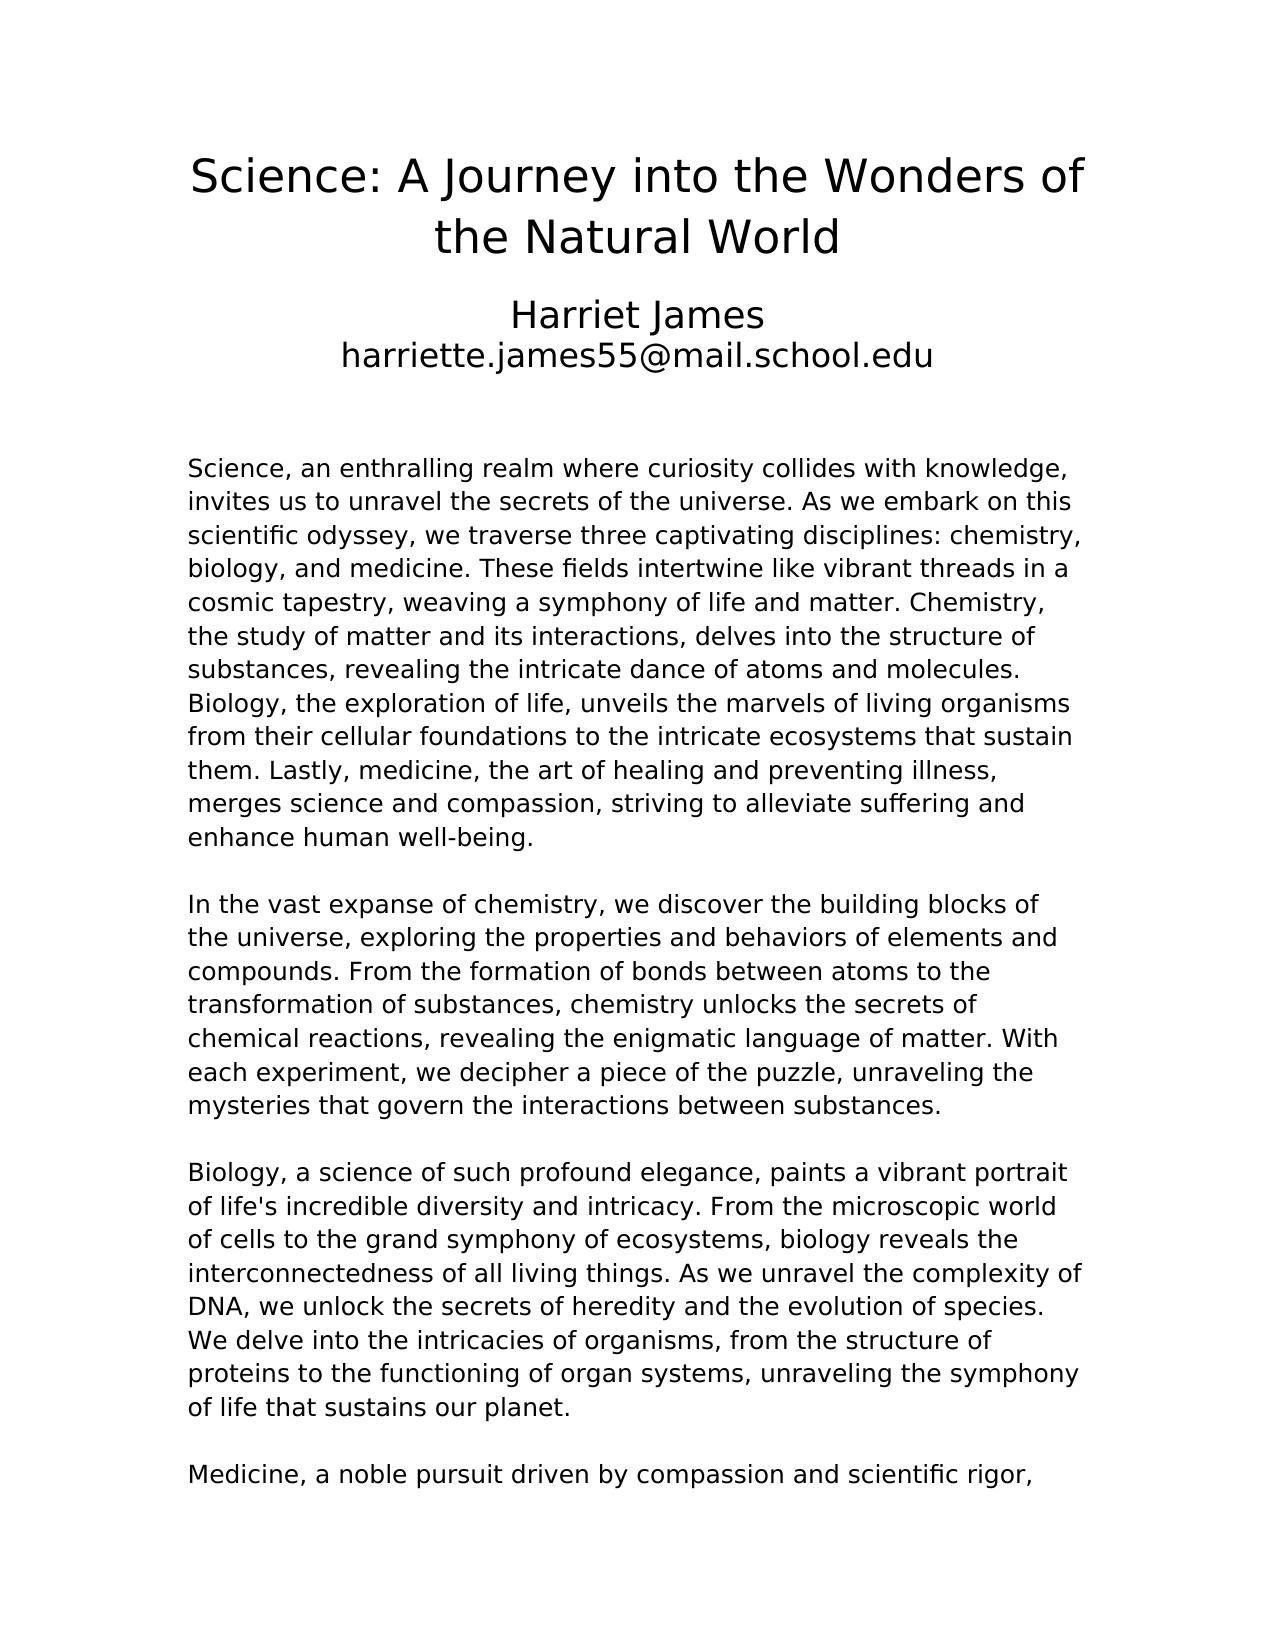 Science: A Journey into the Wonders of
the Natural World
Harriet James
harriette.james55@mail.school.edu
Science, an enthralling realm where curiosity collides with knowledge,
invites us to unravel the secrets of the universe. As we embark on this
scientific odyssey, we traverse three captivating disciplines: chemistry,
biology, and medicine. These fields intertwine like vibrant threads in a
cosmic tapestry, weaving a symphony of life and matter. Chemistry,
the study of matter and its interactions, delves into the structure of
substances, revealing the intricate dance of atoms and molecules.
Biology, the exploration of life, unveils the marvels of living organisms
from their cellular foundations to the intricate ecosystems that sustain
them. Lastly, medicine, the art of healing and preventing illness,
merges science and compassion, striving to alleviate suffering and
enhance human well-being.
In the vast expanse of chemistry, we discover the building blocks of
the universe, exploring the properties and behaviors of elements and
compounds. From the formation of bonds between atoms to the
transformation of substances, chemistry unlocks the secrets of
chemical reactions, revealing the enigmatic language of matter. With
each experiment, we decipher a piece of the puzzle, unraveling the
mysteries that govern the interactions between substances.
Biology, a science of such profound elegance, paints a vibrant portrait
of life's incredible diversity and intricacy. From the microscopic world
of cells to the grand symphony of ecosystems, biology reveals the
interconnectedness of all living things. As we unravel the complexity of
DNA, we unlock the secrets of heredity and the evolution of species.
We delve into the intricacies of organisms, from the structure of
proteins to the functioning of organ systems, unraveling the symphony
of life that sustains our planet.
Medicine, a noble pursuit driven by compassion and scientific rigor,